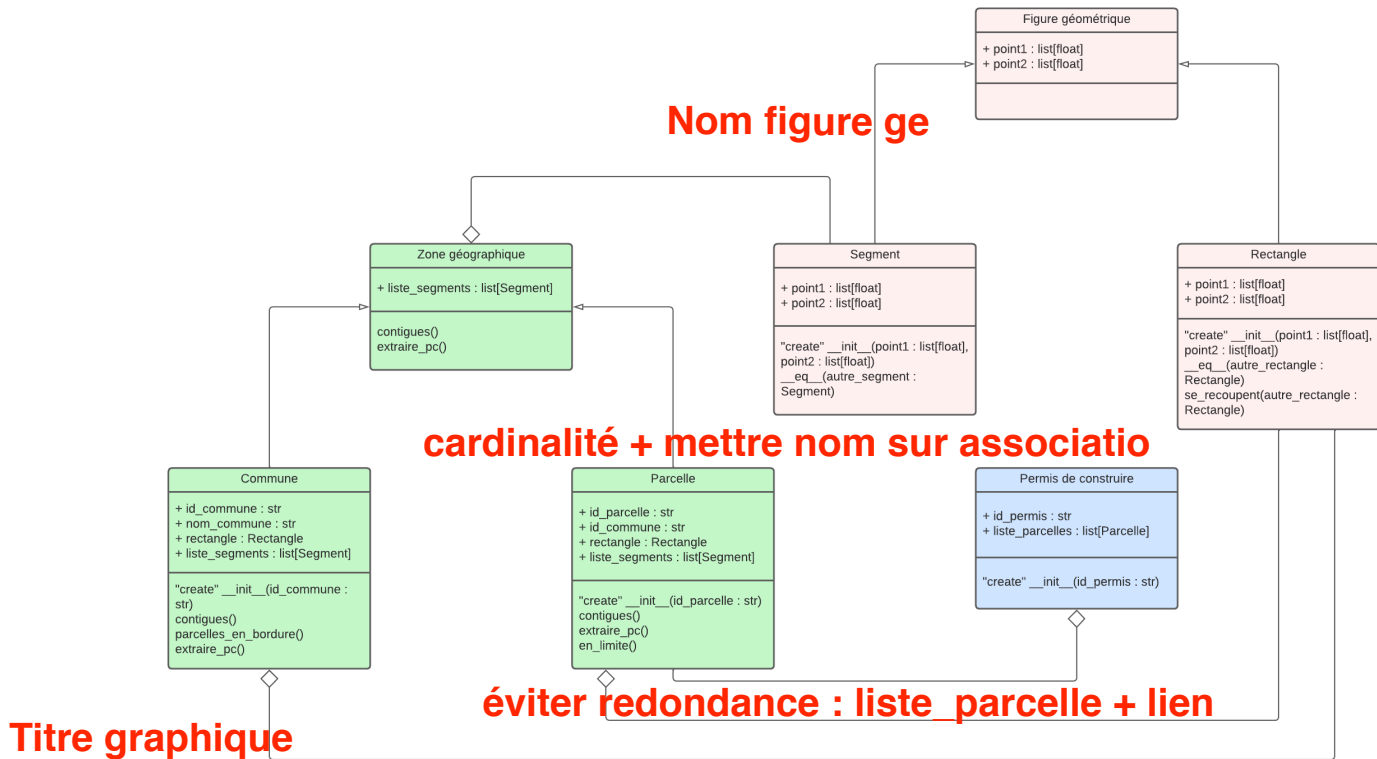 Figure géométrique
+ point1 : list[float]
+ point2 : list[float]
Nom figure ge
Zone géographique
+ liste_segments : list[Segment]
contigues()
extraire_pc()
Segment
+ point1 : list[float]
+ point2 : list[float]
"create" __init__(point1 : list[float],
point2 : list[float])
__eq__(autre_segment :
Segment)
Rectangle
+ point1 : list[float]
+ point2 : list[float]
"create" __init__(point1 : list[float],
point2 : list[float])
__eq__(autre_rectangle :
Rectangle)
se_recoupent(autre_rectangle :
Rectangle)
cardinalité + mettre nom sur associatio
Commune
+ id_commune : str
+ nom_commune : str
+ rectangle : Rectangle
+ liste_segments : list[Segment]
"create" __init__(id_commune :
str)
contigues()
parcelles_en_bordure()
extraire_pc()
Parcelle
+ id_parcelle : str
+ id_commune : str
+ rectangle : Rectangle
+ liste_segments : list[Segment]
"create" __init__(id_parcelle : str)
contigues()
extraire_pc()
en_limite()
Permis de construire
+ id_permis : str
+ liste_parcelles : list[Parcelle]
"create" __init__(id_permis : str)
éviter redondance : liste_parcelle + lien
Titre graphique